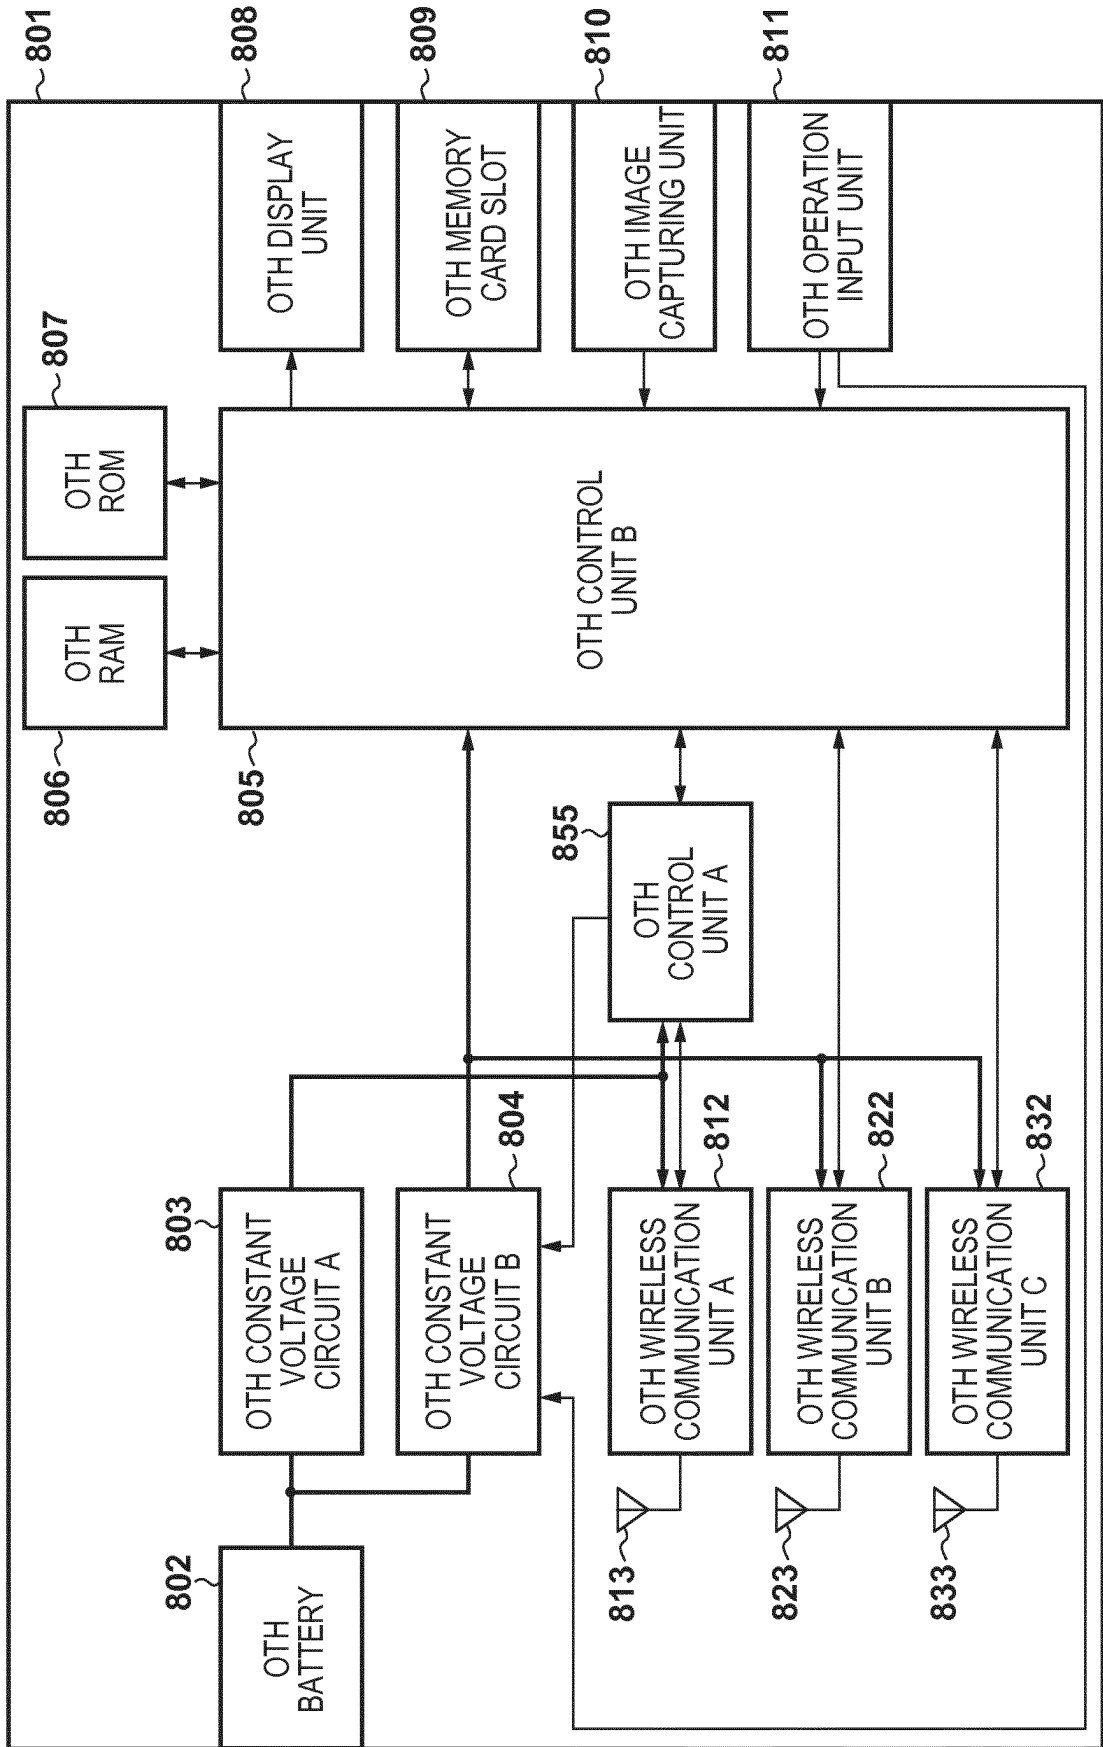 801
806
OTH
RAM
807
OTH
ROM
802
OTH
BATTERY
803
OTH CONSTANT
VOLTAGE
CIRCUIT A
804
OTH CONSTANT
VOLTAGE
CIRCUIT B
805
OTH CONTROL
UNIT B
855
OTH
CONTROL
UNIT A
808
OTH DISPLAY
UNIT
809
OTH MEMORY
CARD SLOT
810
OTH IMAGE
CAPTURING UNIT
811
OTH OPERATION
INPUT UNIT
813
812
OTH WIRELESS
COMMUNICATION
UNIT A
823
822
OTH WIRELESS
COMMUNICATION
UNIT B
833
832
OTH WIRELESS
COMMUNICATION
UNIT C